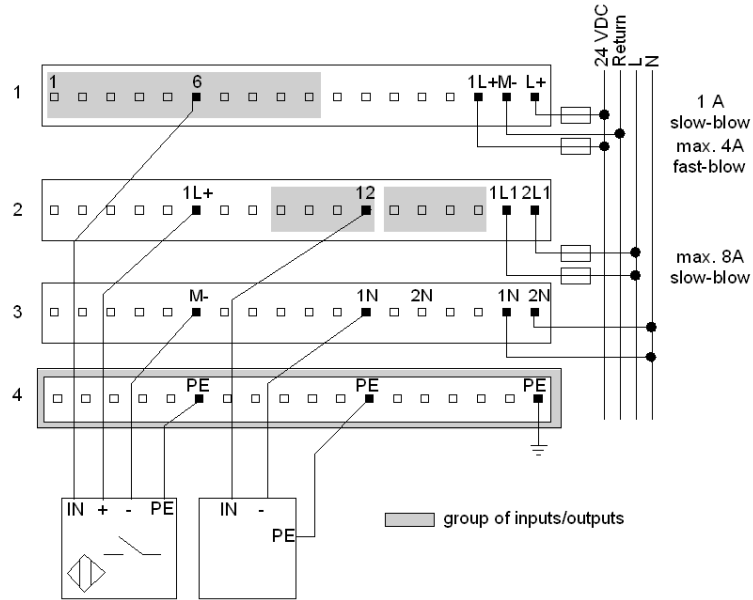 24 VDC
Return
L
N
1
1 6 1L+ M- L+
1 A
slow-blow
max. 4A
fast-blow
2
1L+ 12 1L1 2L1
max. 8A
slow-blow
3
M- 1N 2N 1N 2N
4
PE PE PE
IN + - PE
IN -
PE
group of inputs/outputs